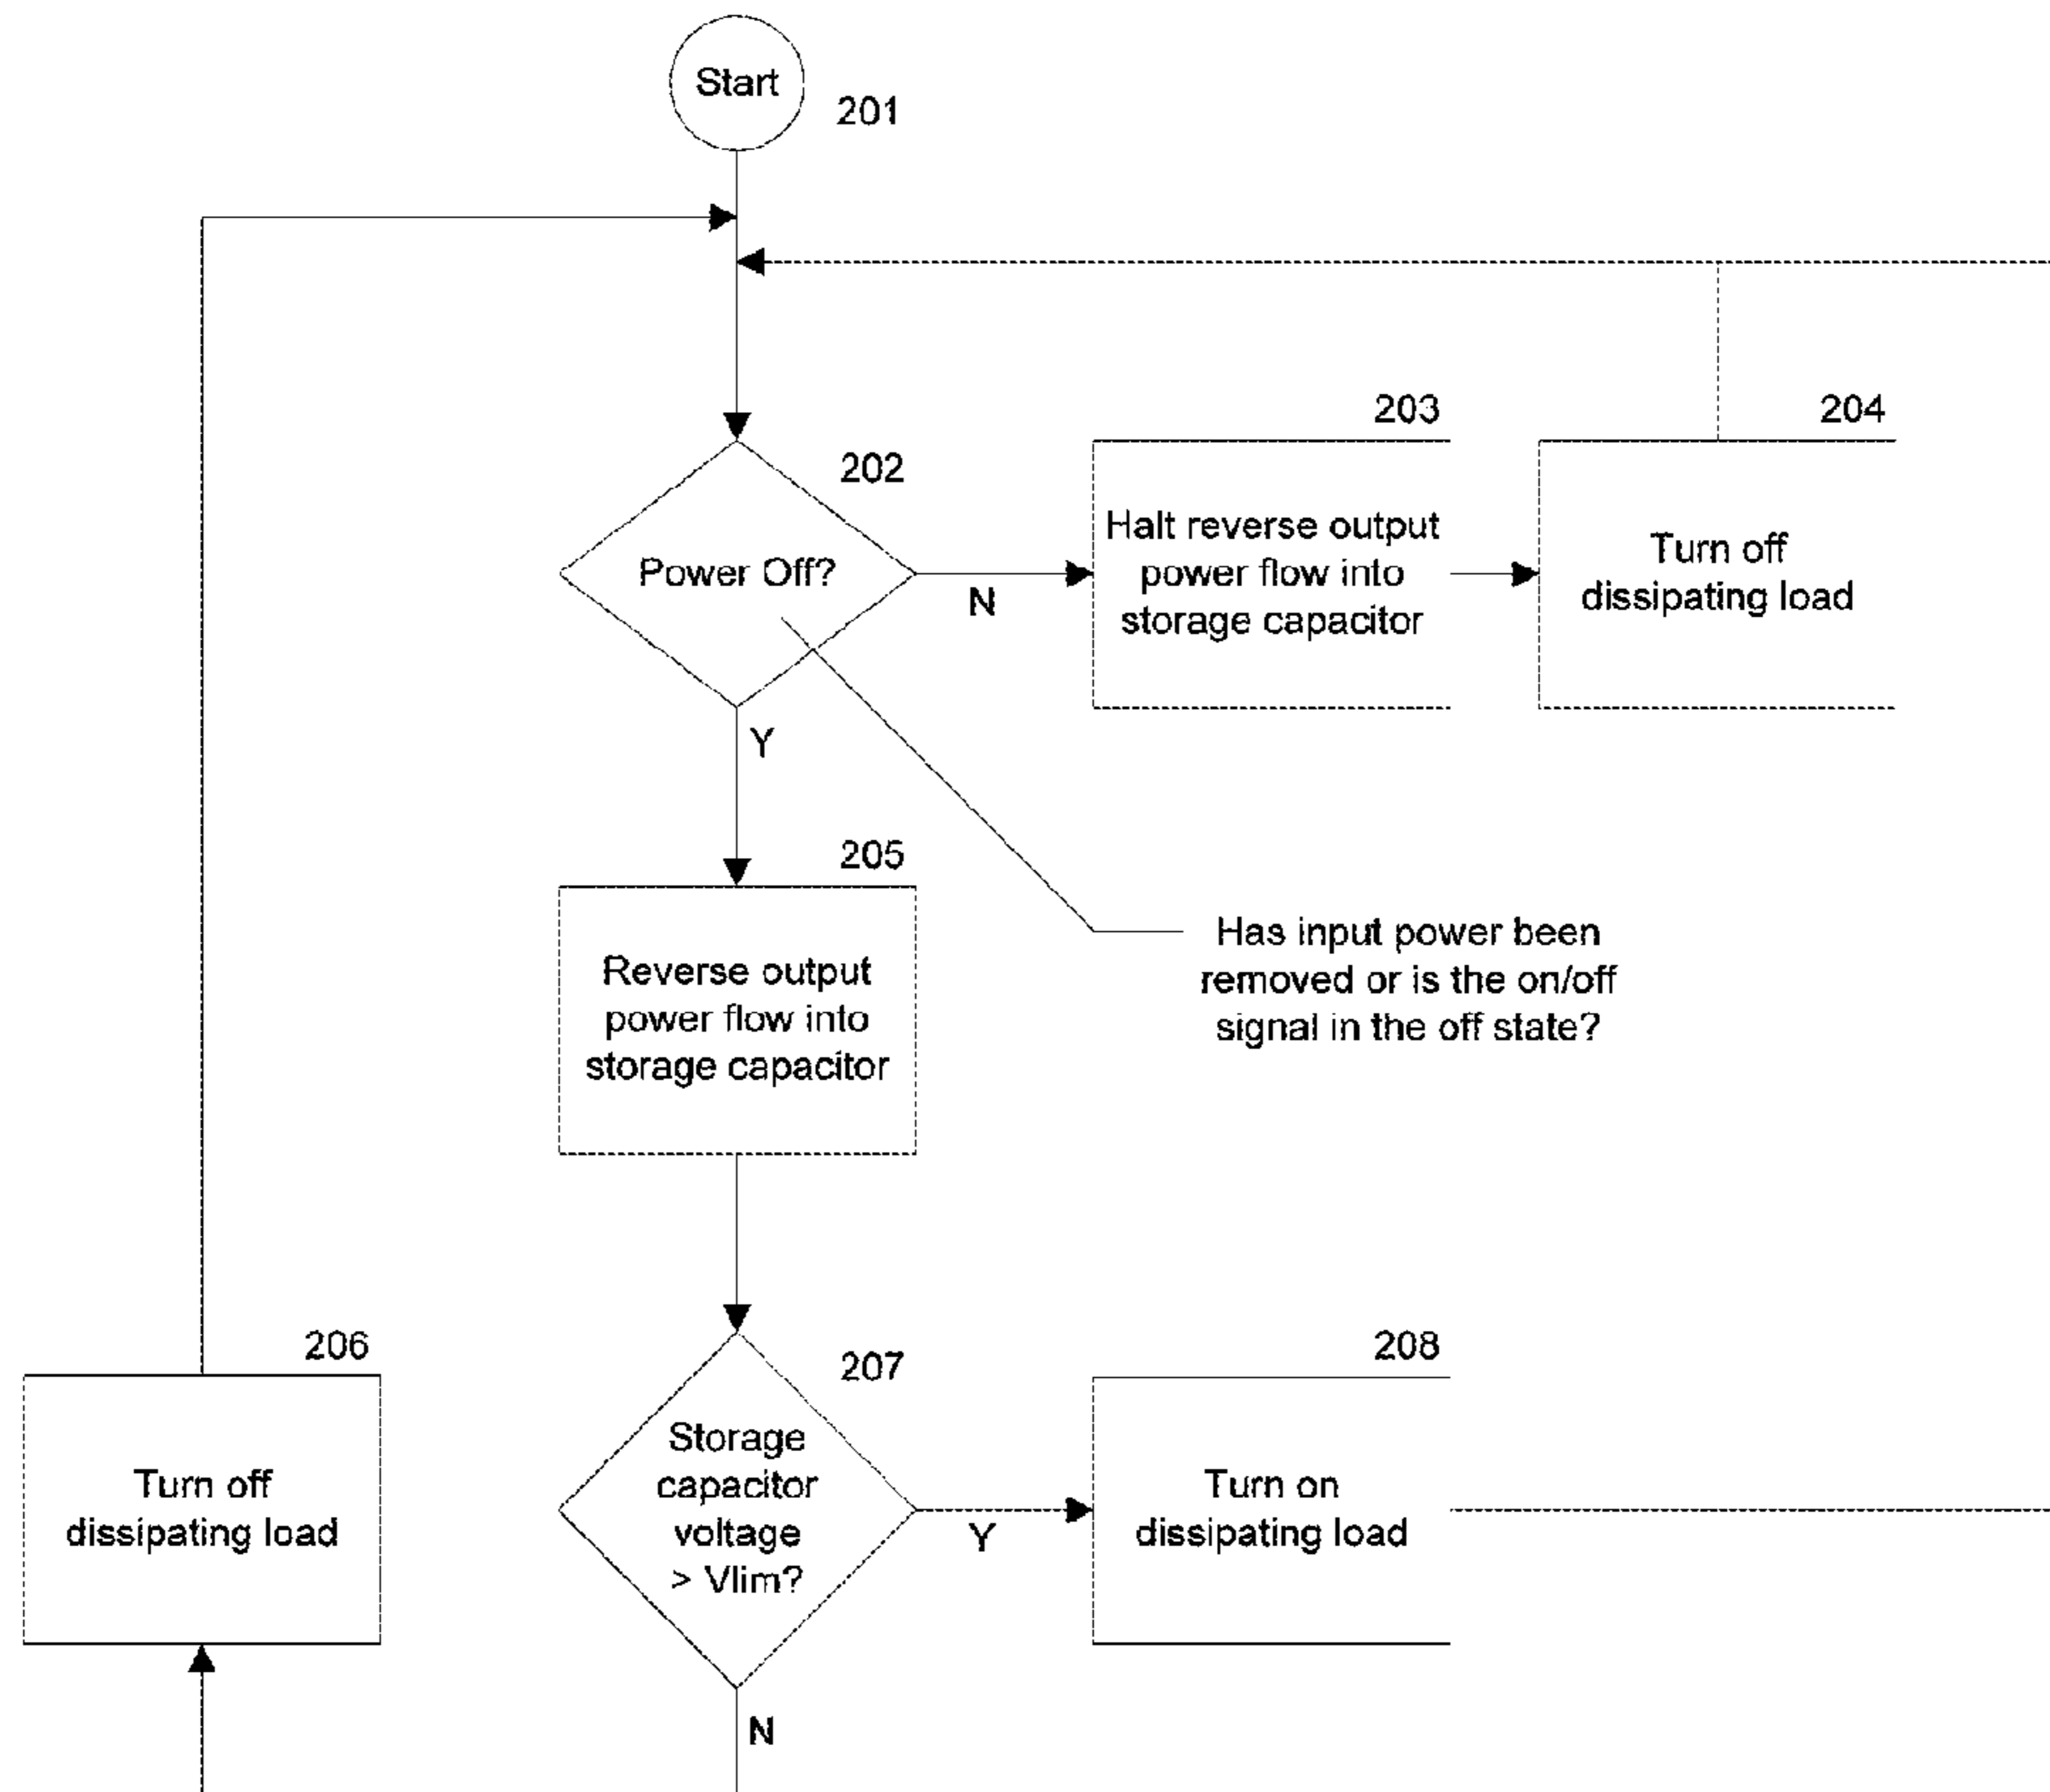 Start
201
202
Power Off?
N
Y
203
Halt reverse output
power flow into
storage capacitor
204
Turn off
dissipating load
205
Reverse output
power flow into
storage capacitor
Has input power been
removed or is the on/off
signal in the off state?
206
Turn off
dissipating load
207
Storage
capacitor
voltage
> Vlim?
Y
N
208
Turn on
dissipating load